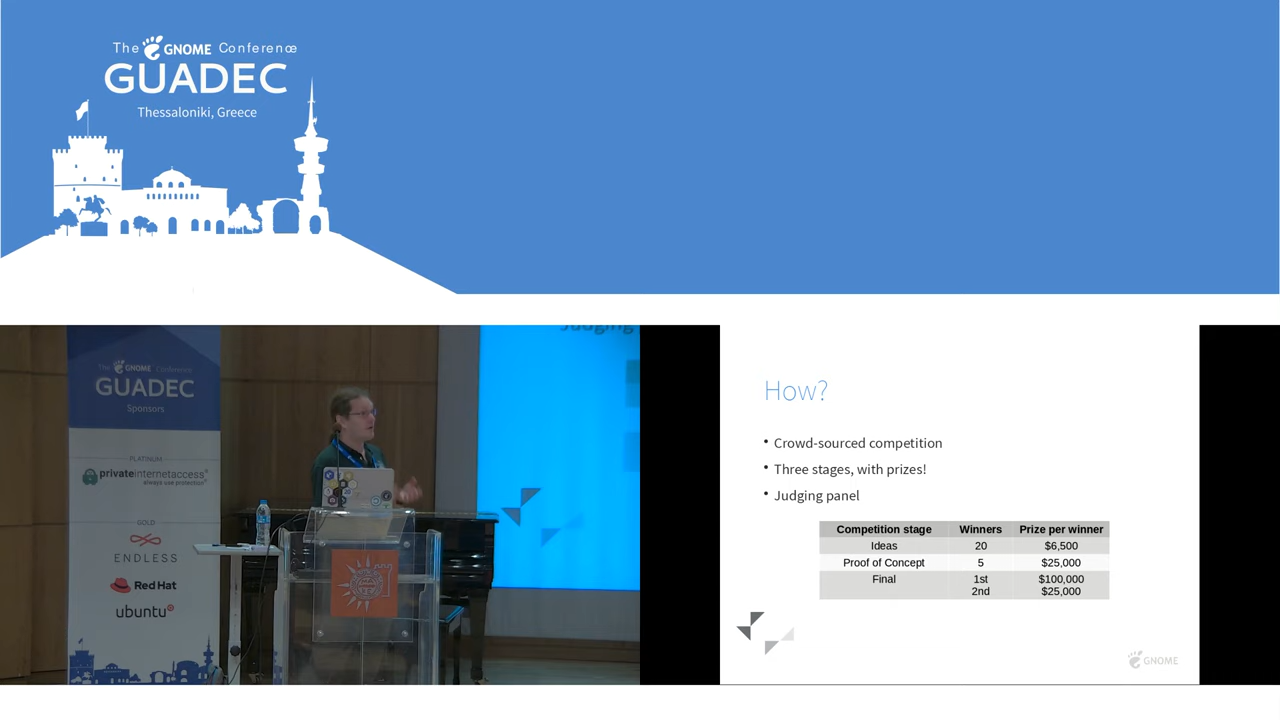 The GNOME Conference
GUADEC
Thessaloniki, Greece
The GNOME Conference
GUADEC
Sponsors
PLATINUM
privateinternetaccess
always use protection
GOLD
ENDLESS
Red Hat
ubuntu
Judging
How?
• Crowd-sourced competition
• Three stages, with prizes!
• Judging panel
Competition stage Winners Prize per winner
Ideas 20 $6,500
Proof of Concept 5 $25,000
Final 1st $100,000
2nd $25,000
GNOME